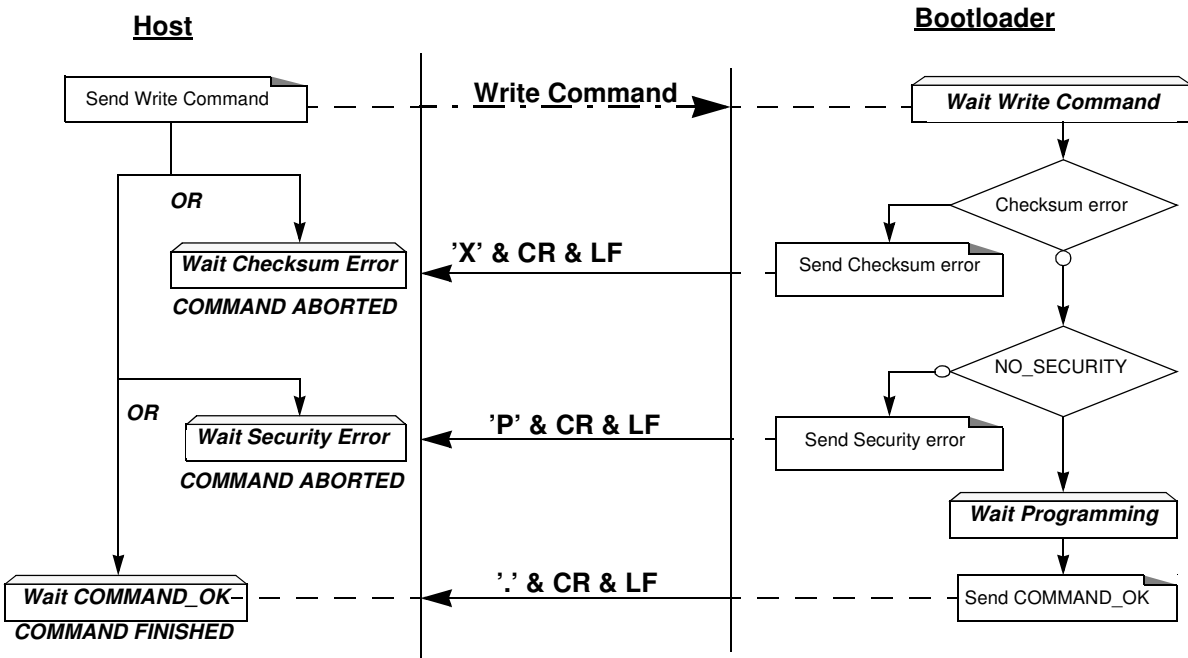 Host
Bootloader
Send Write Command
Write Command
Wait Write Command
OR
Checksum error
Wait Checksum Error
'X' & CR & LF
Send Checksum error
COMMAND ABORTED
NO_SECURITY
OR
Wait Security Error
'P' & CR & LF
Send Security error
COMMAND ABORTED
Wait Programming
Wait COMMAND_OK
'.' & CR & LF
Send COMMAND_OK
COMMAND FINISHED